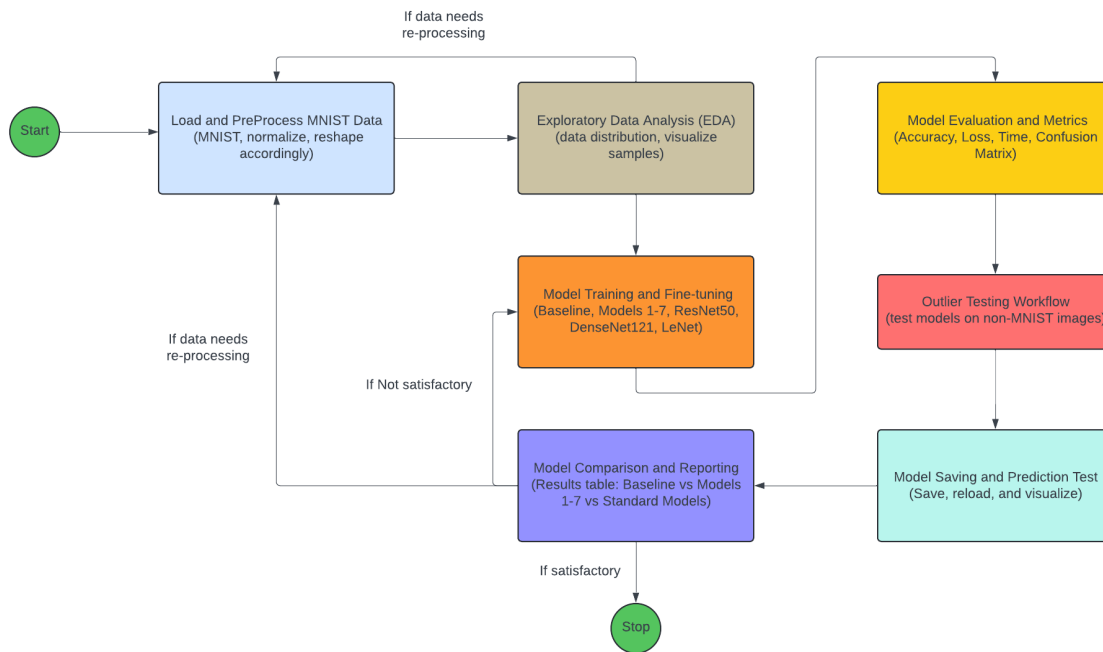 If data needs
re-processing
Start
Load and PreProcess MNIST Data
(MNIST, normalize, reshape
accordingly)
Exploratory Data Analysis (EDA)
(data distribution, visualize
samples)
Model Evaluation and Metrics
(Accuracy, Loss, Time, Confusion
Matrix)
Model Training and Fine-tuning
(Baseline, Models 1-7, ResNet50,
DenseNet121, LeNet)
Outlier Testing Workflow
(test models on non-MNIST images)
If data needs
re-processing
If Not satisfactory
Model Comparison and Reporting
(Results table: Baseline vs Models
1-7 vs Standard Models)
Model Saving and Prediction Test
(Save, reload, and visualize)
If satisfactory
Stop